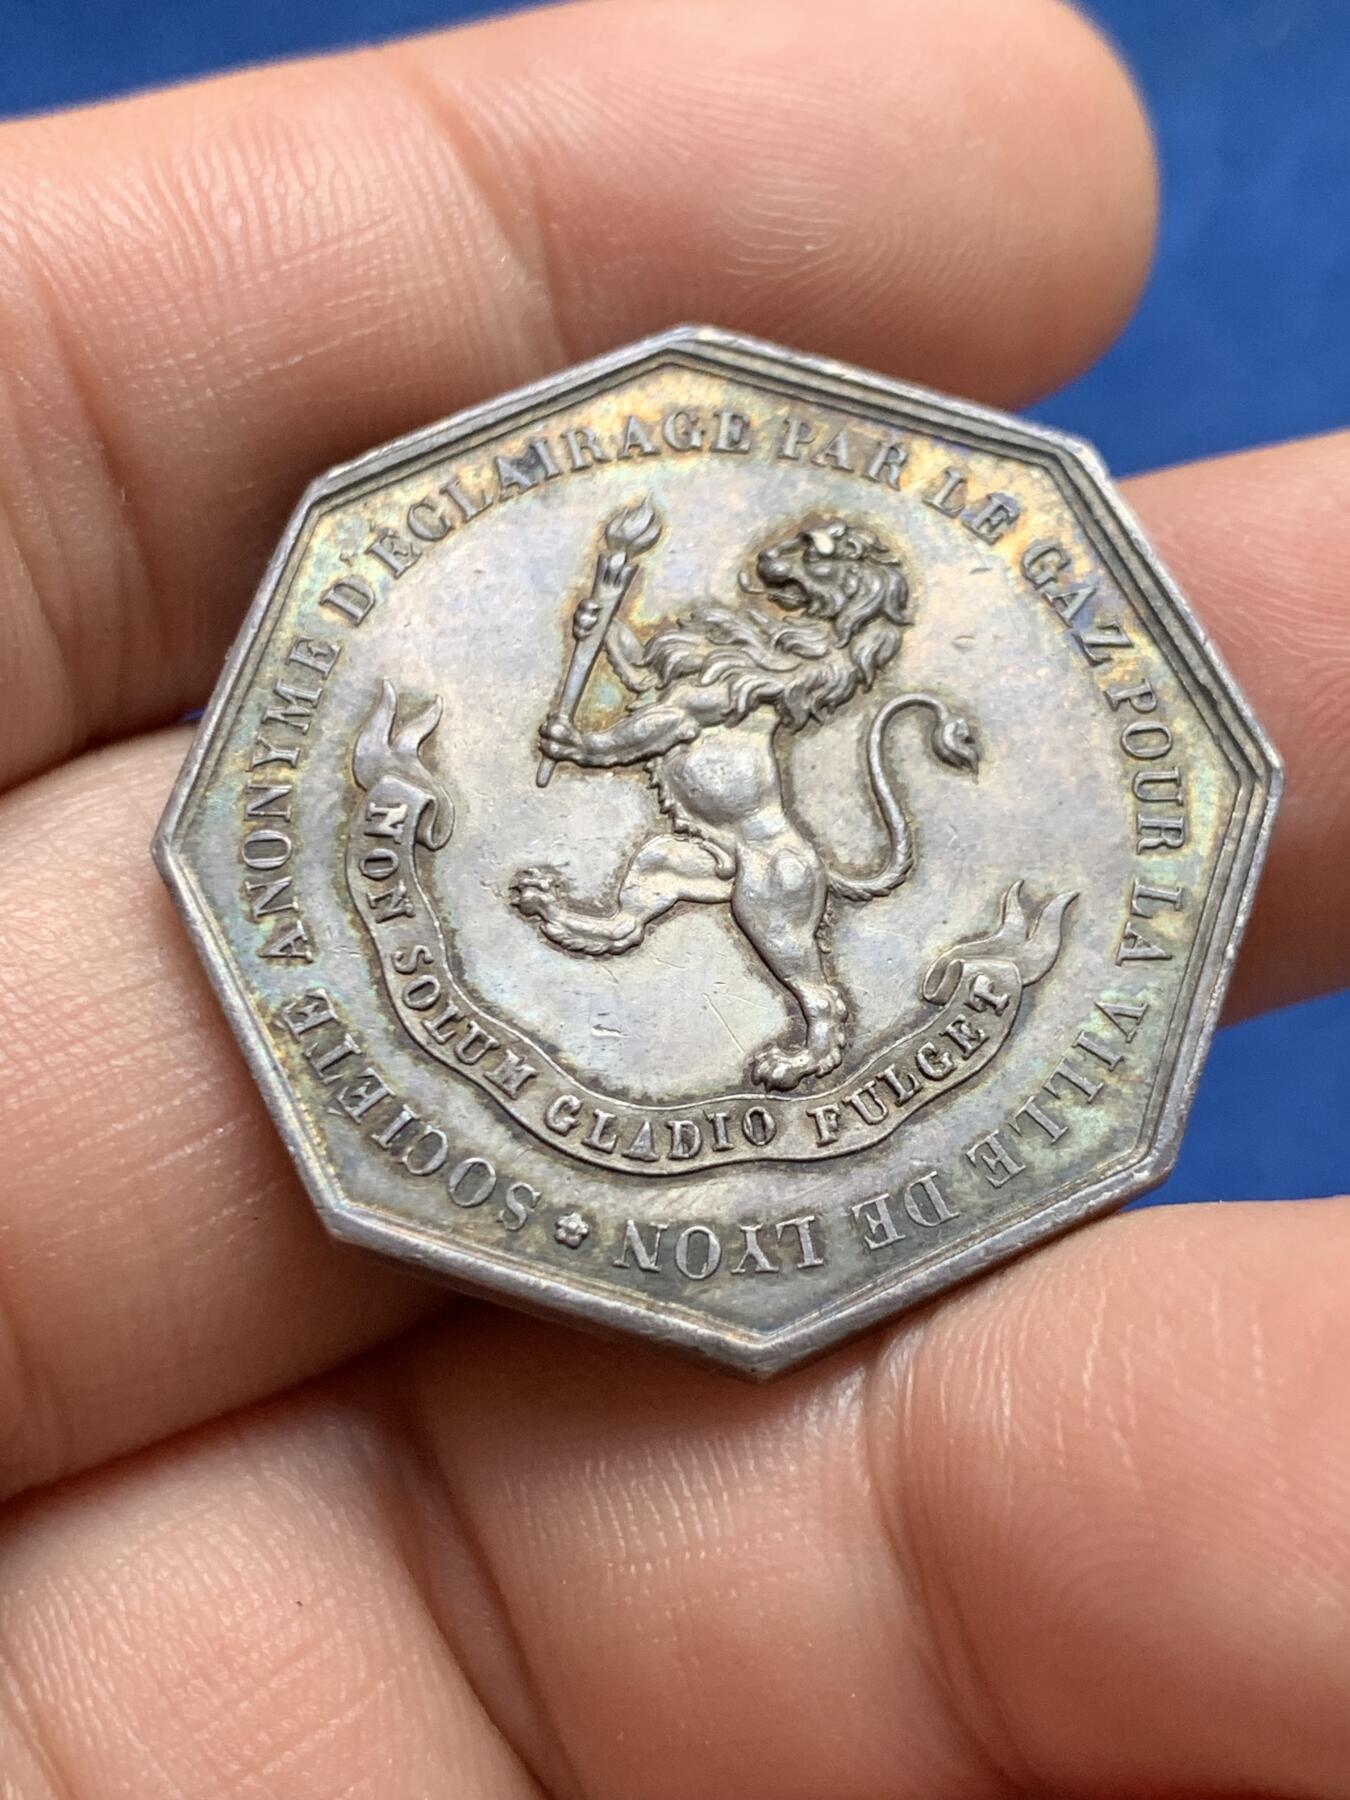 SOCIÉTÉ ANONYME D'ÉCLAIRAGE PAR LE GAZ POUR LA VILLE DE LYON
NON SOLUM GLADIO FULGET